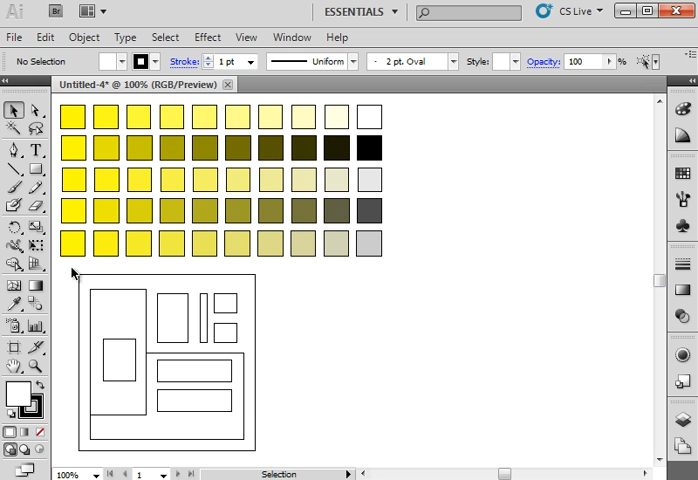 Ai Br ESSENTIALS CS Live
File Edit Object Type Select Effect View Window Help
No Selection Stroke: 1 pt Uniform 2 pt. Oval Style: Opacity: 100 %
Untitled-4* @ 100% (RGB/Preview)
T
100% 1 Selection